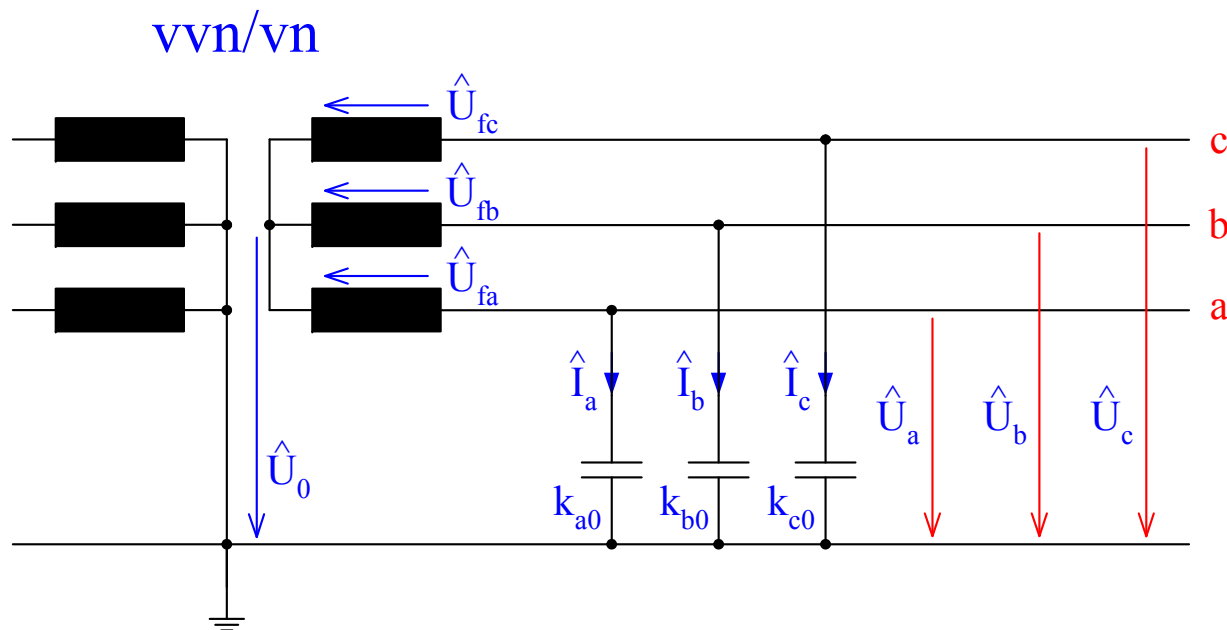 vvn/vn
Û_fc
c
Û_fb
b
Û_fa
a
Î_a
Î_b
Î_c
Û_a
Û_b
Û_c
Û_0
k_a0
k_b0
k_c0